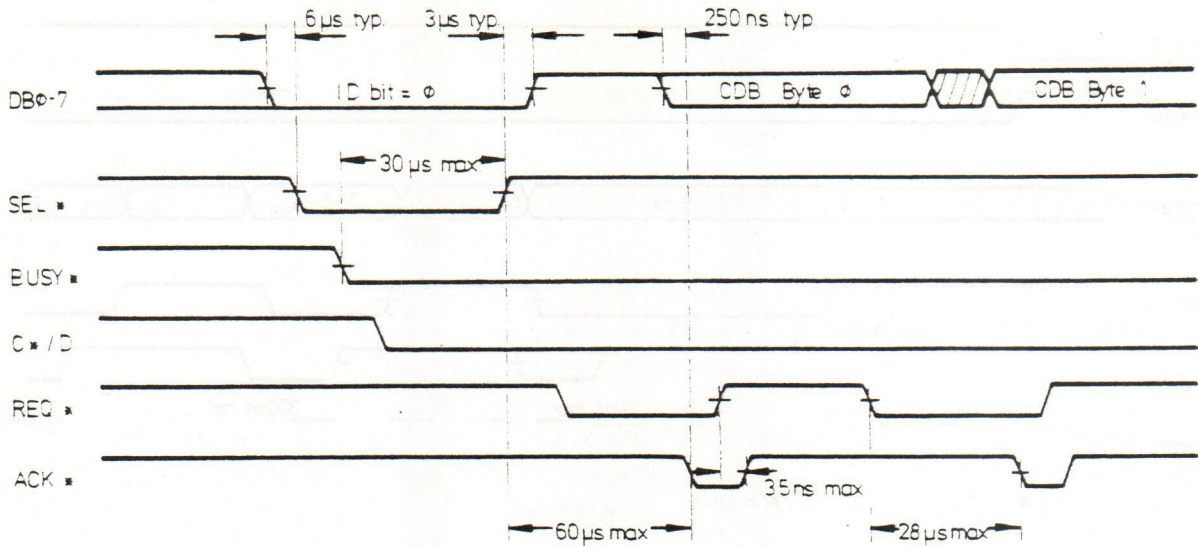 6 µs typ. 3 µs typ. 250 ns typ.
DBΦ-7 ID bit = Φ CDB Byte Φ CDB Byte 1
30 µs max
SEL *
BUSY *
C* / D
REQ *
ACK *
35 ns max
60 µs max 28 µs max